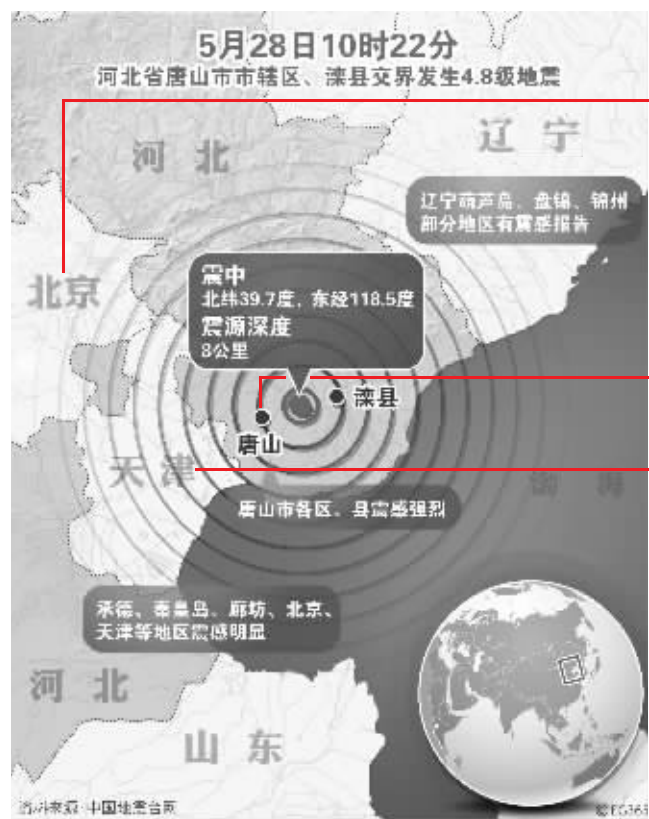 5月28日10时22分
河北省唐山市市辖区、滦县交界发生4.8级地震
辽 宁
河 北
辽宁葫芦岛、盘锦、锦州
部分地区有震感报告
震中
北纬39.7度,东经118.5度
震源深度
8公里
北京
滦县
唐山
天 津
渤 海
唐山市各区、县震感强烈
承德、秦皇岛、廊坊、北京、
天津等地区震感明显
河 北
山 东
资料来源 中国地震台网